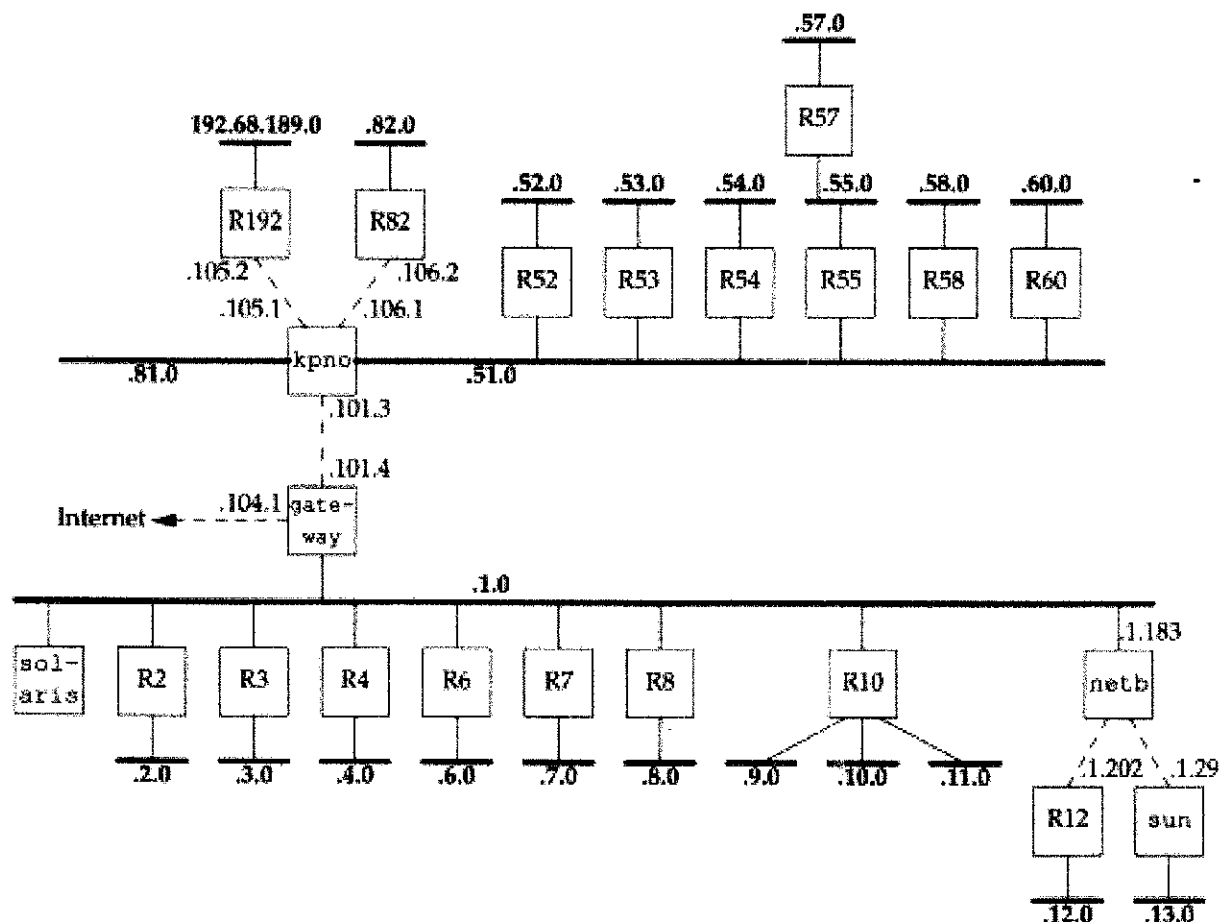 .57.0
R57
192.68.189.0 .82.0
.52.0 .53.0 .54.0 .55.0 .58.0 .60.0
R192 R82
R52 R53 R54 R55 R58 R60
.105.2 .106.2
.105.1 .106.1
kpno
.81.0 .51.0
.101.3
.101.4
Internet .104.1 gate-
way
.1.0
.1.183
sol-
aris
R2 R3 R4 R6 R7 R8 R10 netb
.2.0 .3.0 .4.0 .6.0 .7.0 .8.0 .9.0 .10.0 .11.0
.1.202 .1.29
R12 sun
.12.0 .13.0